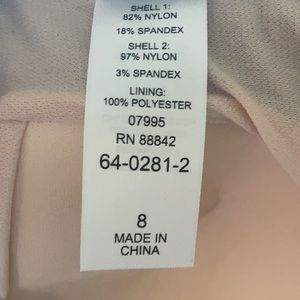 SHELL 1:
82% NYLON
18% SPANDEX
SHELL 2:
97% NYLON
3% SPANDEX
LINING:
100% POLYESTER
07995
RN 88842
64-0281-2
8
MADE IN
CHINA